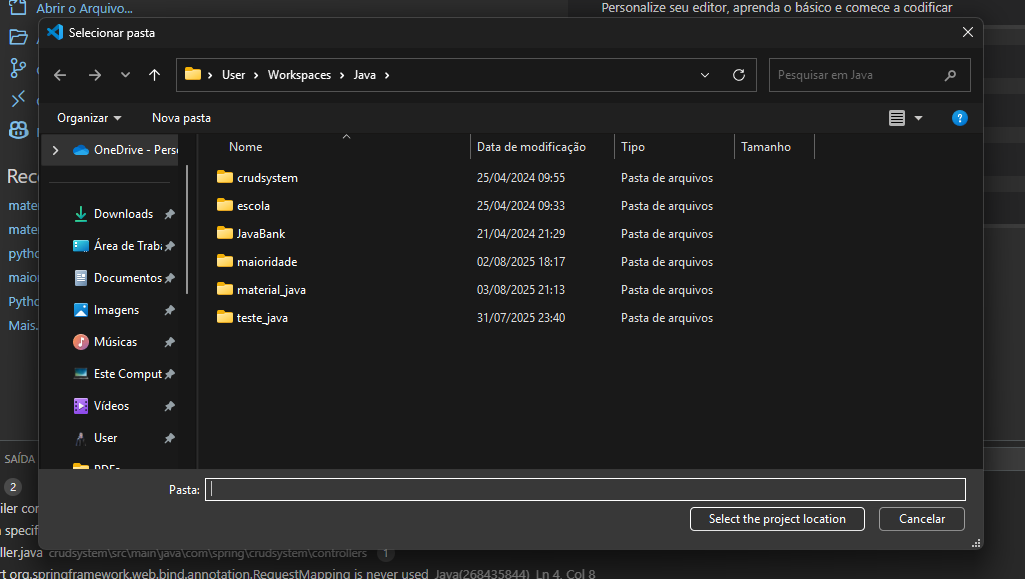 Abrir o Arquivo...
Personalize seu editor, aprenda o básico e comece a codificar
Selecionar pasta
User > Workspaces > Java >
Pesquisar em Java
Organizar
Nova pasta
?
OneDrive - Pers
Nome
Data de modificação
Tipo
Tamanho
Rec
crudsystem
25/04/2024 09:55
Pasta de arquivos
mate
Downloads
escola
25/04/2024 09:33
Pasta de arquivos
mate
Área de Traba
JavaBank
21/04/2024 21:29
Pasta de arquivos
pytho
Documentos
maioridade
02/08/2025 18:17
Pasta de arquivos
maior
Imagens
material_java
03/08/2025 21:13
Pasta de arquivos
Pytho
Músicas
teste_java
31/07/2025 23:40
Pasta de arquivos
Mais.
Este Comput
Vídeos
User
PDFs
SAÍDA
Pasta:
2
Select the project location
Cancelar
iler cor
specif
ller.java crudsystem\src\main\java\com\spring\crudsystem\controllers 1
rt org.springframework.web.bind.annotation.RequestMapping is never used Java(268435844) Ln 4, Col 8